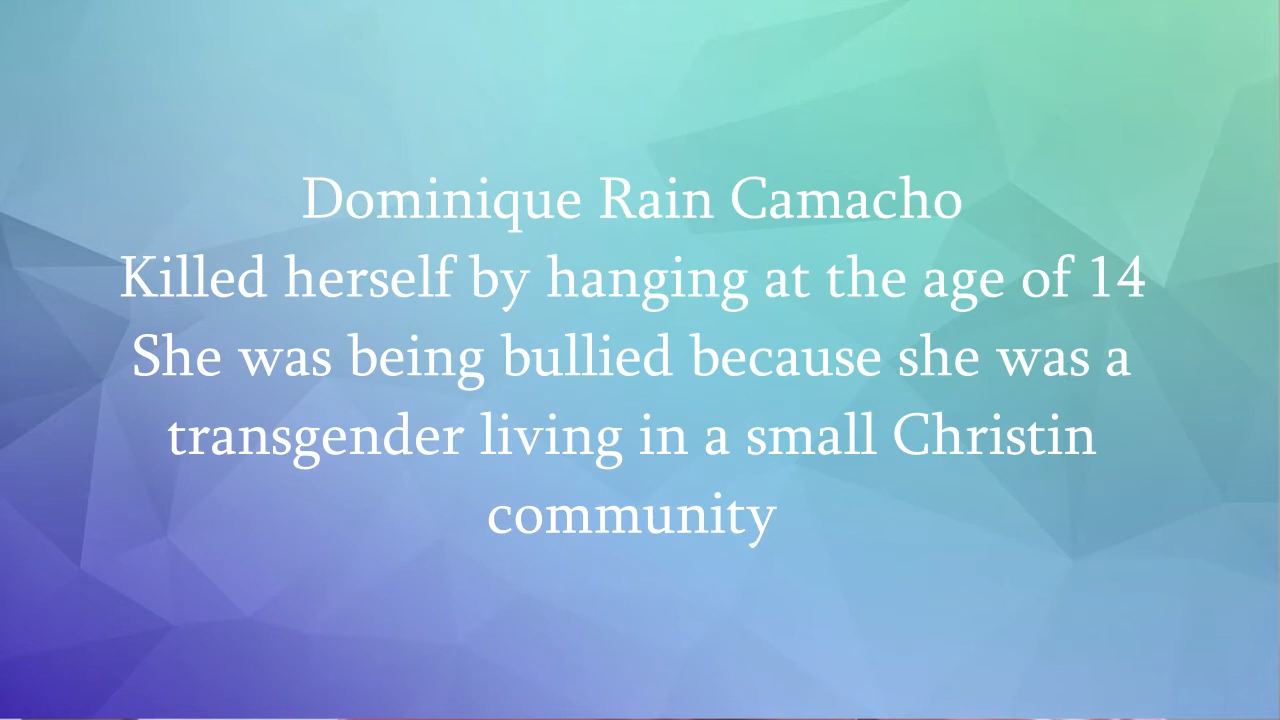 Dominique Rain Camacho
Killed herself by hanging at the age of 14
She was being bullied because she was a
transgender living in a small Christin
community